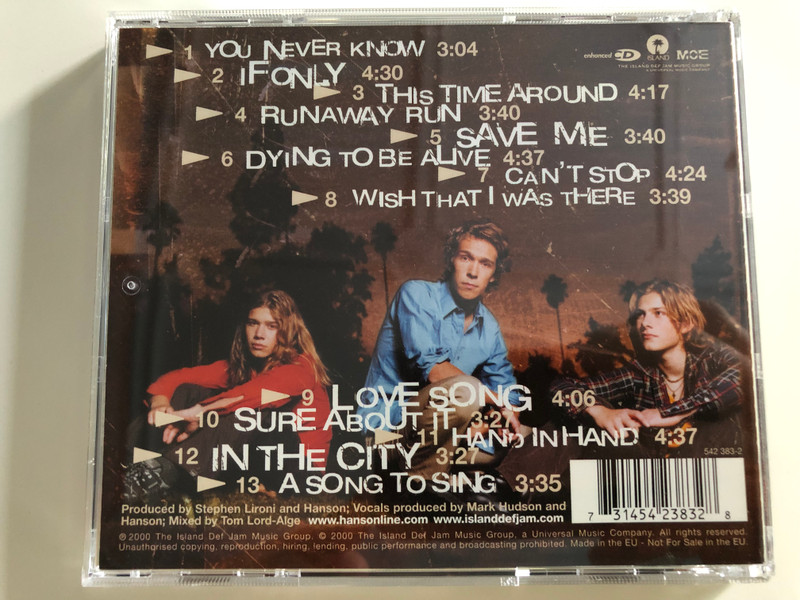 1 YOU NEVER KNOW 3:04
enhanced CD ISLAND MCE
THE ISLAND DEF JAM MUSIC GROUP
A UNIVERSAL MUSIC COMPANY
2 IF ONLY 4:30
3 THIS TIME AROUND 4:17
4 RUNAWAY RUN 3:40
5 SAVE ME 3:40
6 DYING TO BE ALIVE 4:37
7 CAN'T STOP 4:24
8 WISH THAT I WAS THERE 3:39
9 LOVE SONG 4:06
10 SURE ABOUT IT 3:27
11 HAND IN HAND 4:37
12 IN THE CITY 3:27
13 A SONG TO SING 3:35
542 383-2
7 31454 23832 8
Produced by Stephen Lironi and Hanson; Vocals produced by Mark Hudson and
Hanson; Mixed by Tom Lord-Alge www.hansonline.com www.islanddefjam.com
℗ 2000 The Island Def Jam Music Group. © 2000 The Island Def Jam Music Group, a Universal Music Company. All rights reserved.
Unauthorised copying, reproduction, hiring, lending, public performance and broadcasting prohibited. Made in the EU - Not For Sale in the EU.